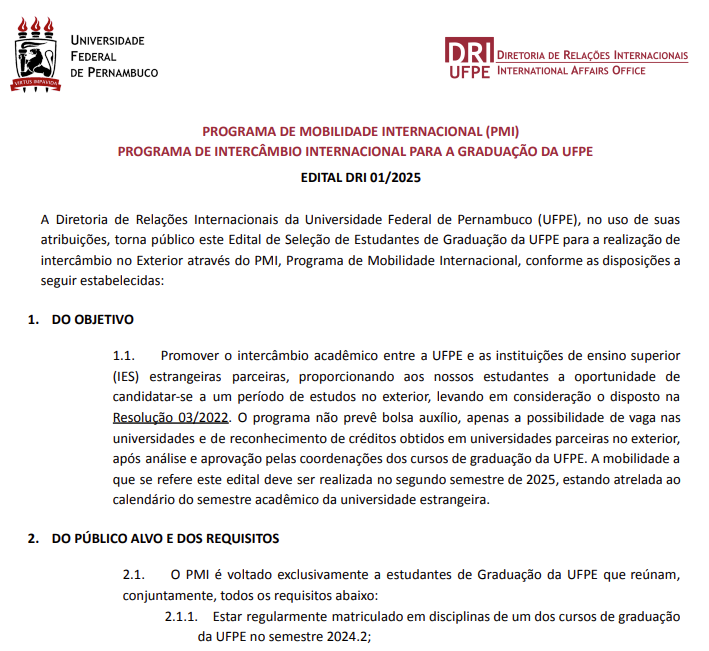 UNIVERSIDADE
FEDERAL
DE PERNAMBUCO
VIRTUS IMPAVIDA
DRI
UFPE
DIRETORIA DE RELAÇÕES INTERNACIONAIS
INTERNATIONAL AFFAIRS OFFICE
PROGRAMA DE MOBILIDADE INTERNACIONAL (PMI)
PROGRAMA DE INTERCÂMBIO INTERNACIONAL PARA A GRADUAÇÃO DA UFPE
EDITAL DRI 01/2025
A Diretoria de Relações Internacionais da Universidade Federal de Pernambuco (UFPE), no uso de suas
atribuições, torna público este Edital de Seleção de Estudantes de Graduação da UFPE para a realização de
intercâmbio no Exterior através do PMI, Programa de Mobilidade Internacional, conforme as disposições a
seguir estabelecidas:
1. DO OBJETIVO
1.1. Promover o intercâmbio acadêmico entre a UFPE e as instituições de ensino superior
(IES) estrangeiras parceiras, proporcionando aos nossos estudantes a oportunidade de
candidatar-se a um período de estudos no exterior, levando em consideração o disposto na
Resolução 03/2022. O programa não prevê bolsa auxílio, apenas a possibilidade de vaga nas
universidades e de reconhecimento de créditos obtidos em universidades parceiras no exterior,
após análise e aprovação pelas coordenações dos cursos de graduação da UFPE. A mobilidade a
que se refere este edital deve ser realizada no segundo semestre de 2025, estando atrelada ao
calendário do semestre acadêmico da universidade estrangeira.
2. DO PÚBLICO ALVO E DOS REQUISITOS
2.1. O PMI é voltado exclusivamente a estudantes de Graduação da UFPE que reúnam,
conjuntamente, todos os requisitos abaixo:
2.1.1. Estar regularmente matriculado em disciplinas de um dos cursos de graduação
da UFPE no semestre 2024.2;